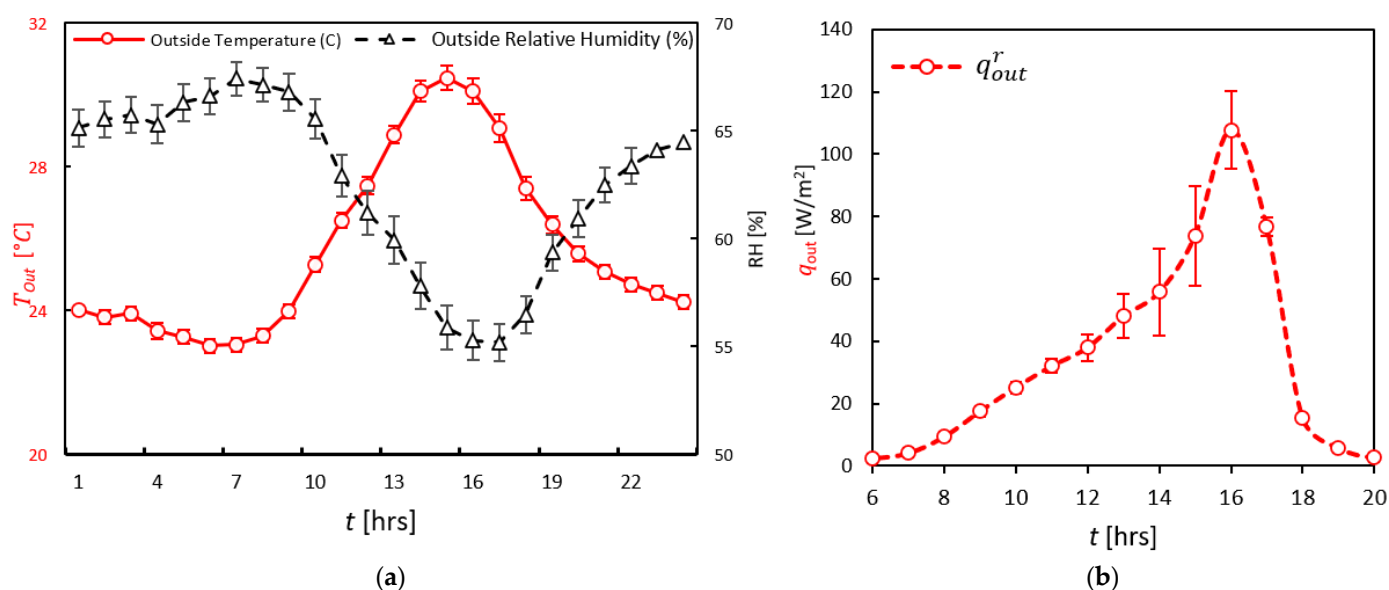 Outside Temperature (C) Outside Relative Humidity (%)
32
28
24
20
T_Out [°C]
70
65
60
55
50
RH [%]
1 4 7 10 13 16 19 22
t [hrs]
(a)
q^r_out
140
120
100
80
60
40
20
0
q_out [W/m²]
6 8 10 12 14 16 18 20
t [hrs]
(b)